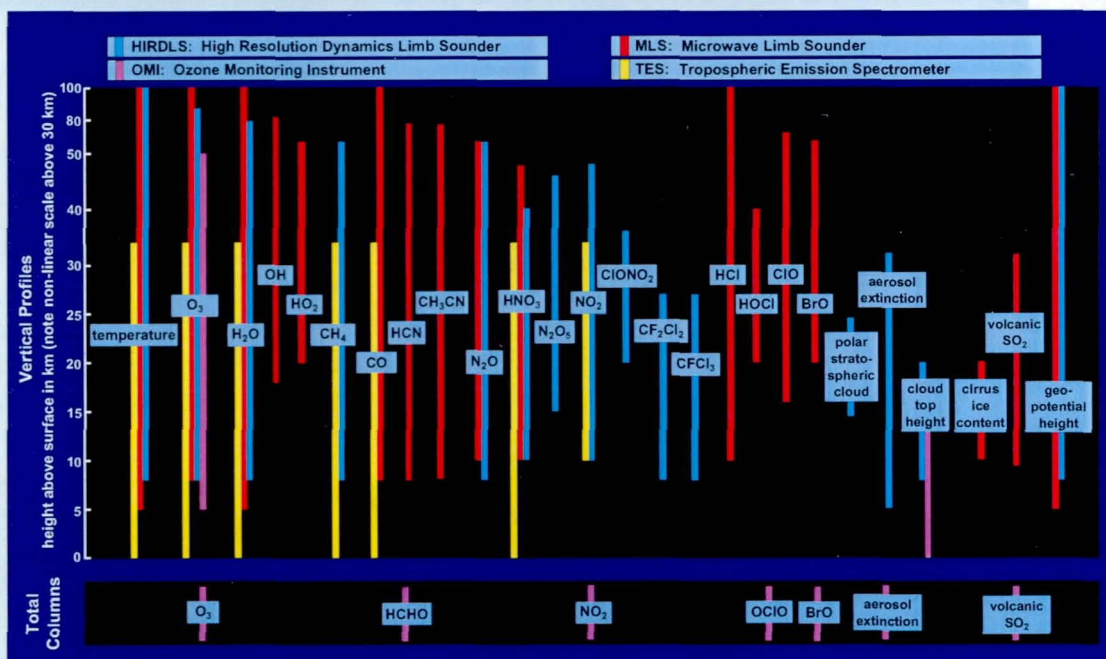 HIRDLS: High Resolution Dynamics Limb Sounder
MLS: Microwave Limb Sounder
OMI: Ozone Monitoring Instrument
TES: Tropospheric Emission Spectrometer
Vertical Profiles
height above surface in km (note non-linear scale above 30 km)
100
80
50
40
30
25
20
15
10
5
0
temperature
O₃
H₂O
OH
HO₂
CH₄
CO
HCN
CH₃CN
N₂O
HNO₃
N₂O₅
NO₂
ClONO₂
CF₂Cl₂
CFCl₃
HCl
HOCl
ClO
BrO
polar
strato-
spheric
cloud
aerosol
extinction
cloud
top
height
cirrus
ice
content
volcanic
SO₂
geo-
potential
height
Total
Columns
O₃
HCHO
NO₂
OClO
BrO
aerosol
extinction
volcanic
SO₂